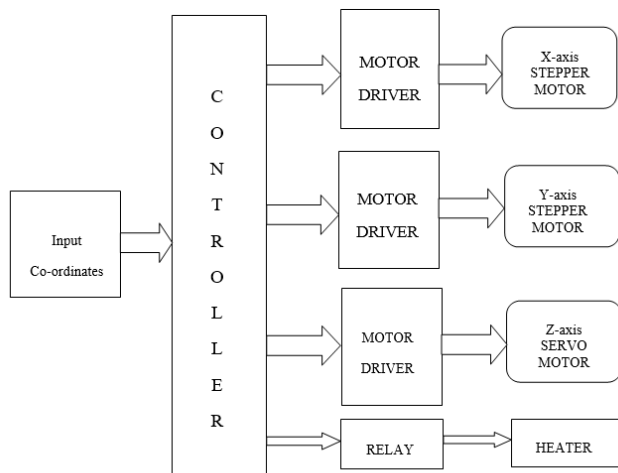 Input
Co-ordinates
C
O
N
T
R
O
L
L
E
R
MOTOR
DRIVER
X-axis
STEPPER
MOTOR
MOTOR
DRIVER
Y-axis
STEPPER
MOTOR
MOTOR
DRIVER
Z-axis
SERVO
MOTOR
RELAY
HEATER